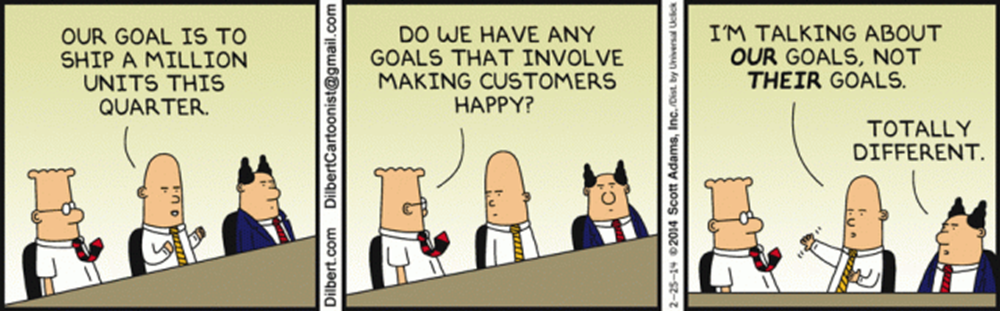 OUR GOAL IS TO
SHIP A MILLION
UNITS THIS
QUARTER.
Dilbert.com DilbertCartoonist@gmail.com
DO WE HAVE ANY
GOALS THAT INVOLVE
MAKING CUSTOMERS
HAPPY?
2-25-14 ©2014 Scott Adams, Inc. /Dist. by Universal Uclick
I'M TALKING ABOUT
OUR GOALS, NOT
THEIR GOALS.
TOTALLY
DIFFERENT.